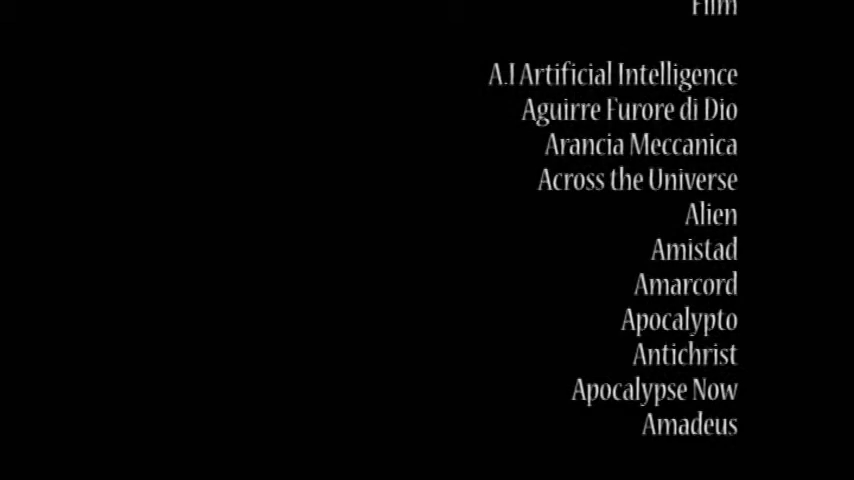 Film
A.I Artificial Intelligence
Aguirre Furore di Dio
Arancia Meccanica
Across the Universe
Alien
Amistad
Amarcord
Apocalypto
Antichrist
Apocalypse Now
Amadeus